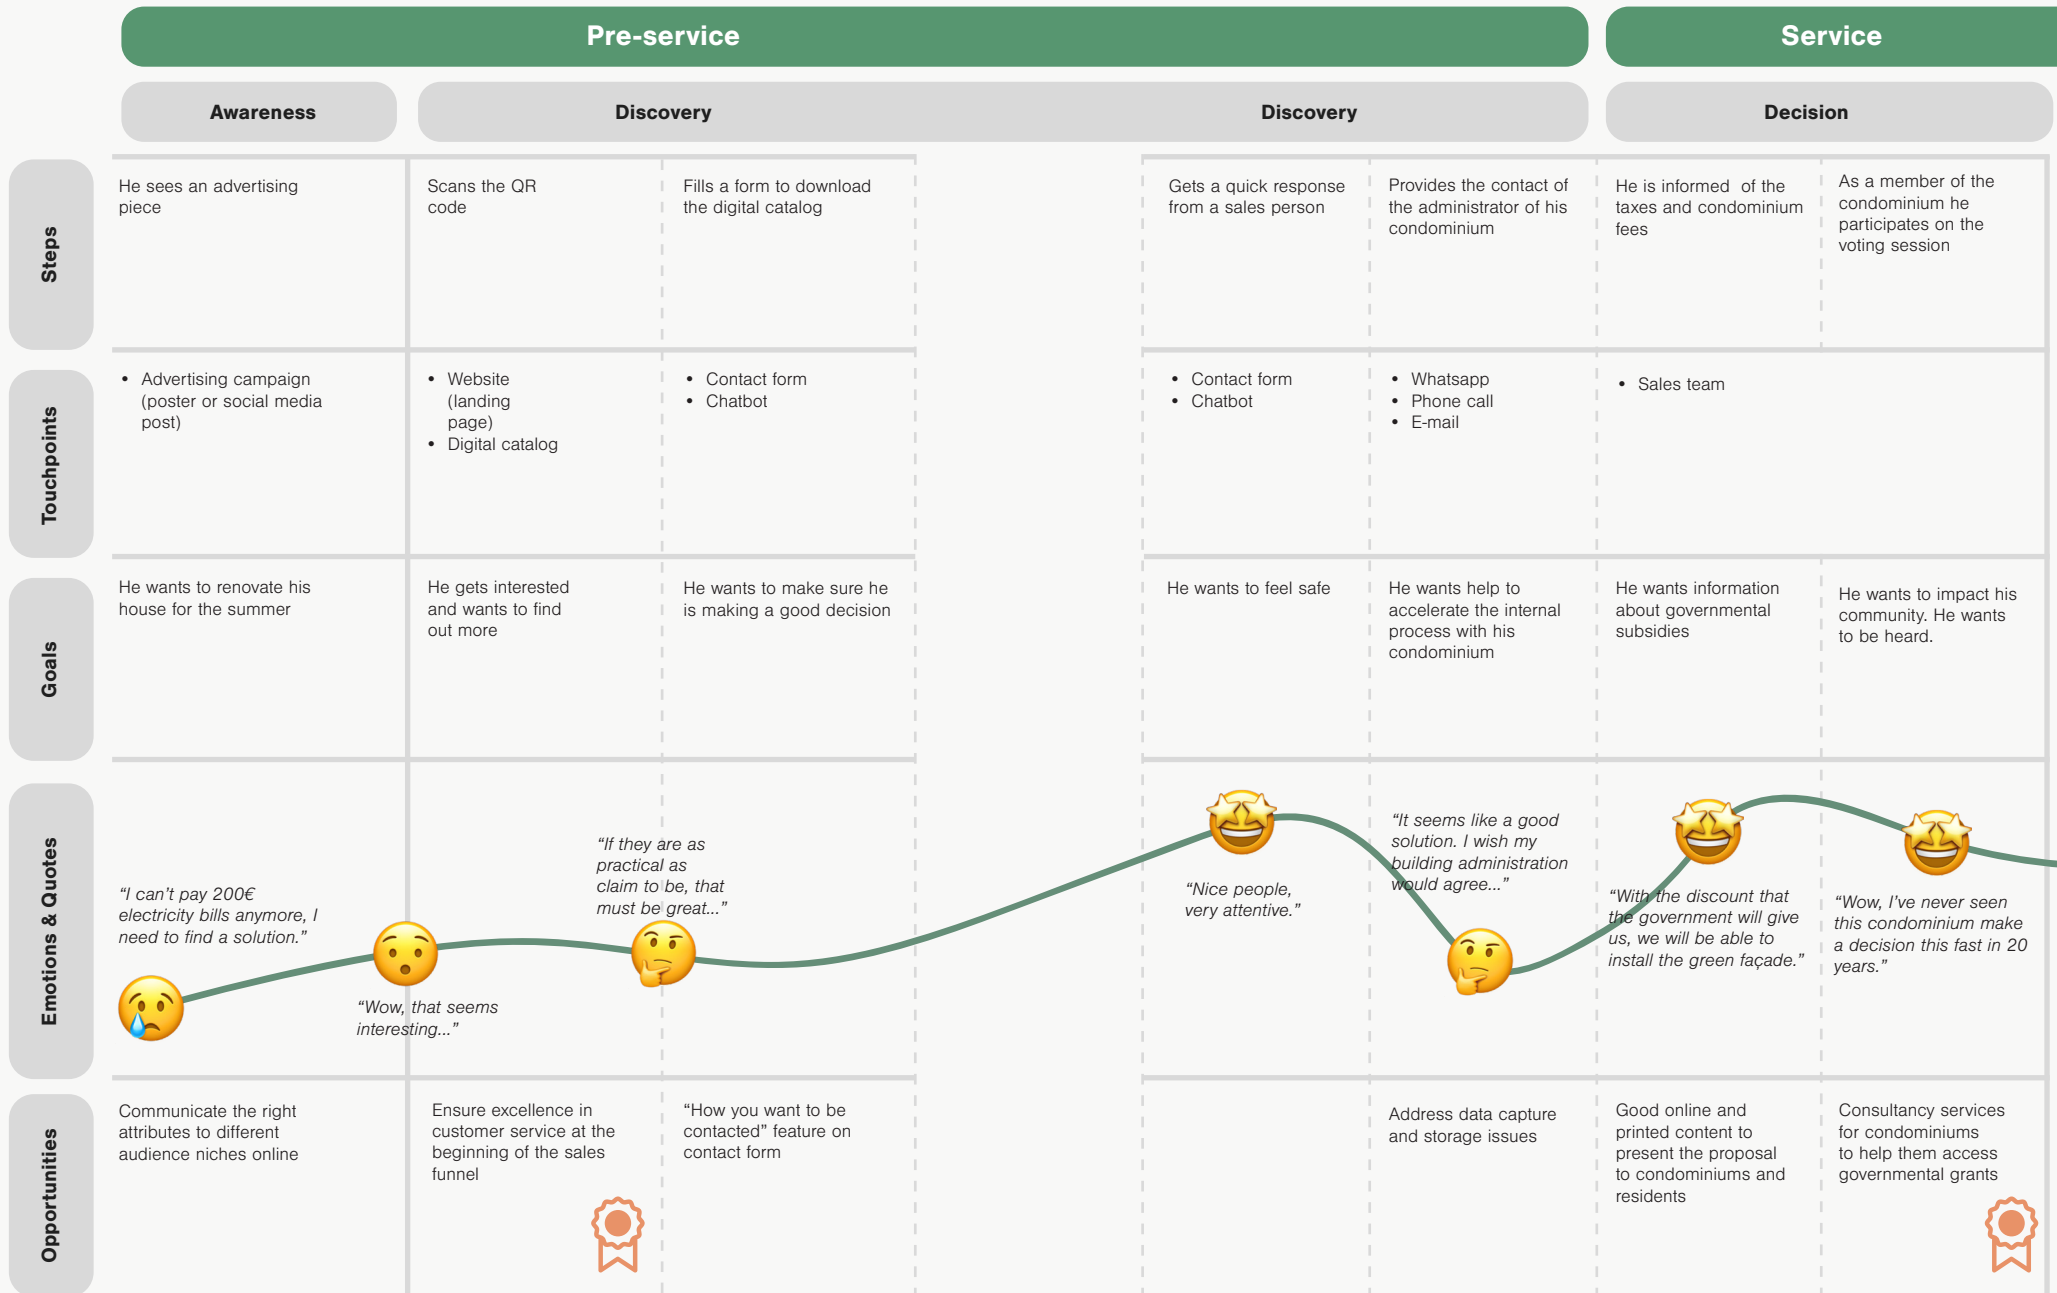 Pre-service
Service
Awareness
Discovery
Discovery
Decision
Steps
He sees an advertising
piece
Scans the QR
code
Fills a form to download
the digital catalog
Gets a quick response
from a sales person
Provides the contact of
the administrator of his
condominium
He is informed  of the
taxes and condominium
fees
As a member of the
condominium he
participates on the
voting session
Touchpoints
• Advertising campaign
(poster or social media
post)
• Website
(landing
page)
• Digital catalog
• Contact form
• Chatbot
• Contact form
• Chatbot
• Whatsapp
• Phone call
• E-mail
• Sales team
Goals
He wants to renovate his
house for the summer
He gets interested
and wants to find
out more
He wants to make sure he
is making a good decision
He wants to feel safe
He wants help to
accelerate the internal
process with his
condominium
He wants information
about governmental
subsidies
He wants to impact his
community. He wants
to be heard.
Emotions & Quotes
“I can’t pay 200€
electricity bills anymore, I
need to find a solution.”
“Wow, that seems
interesting...”
“If they are as
practical as
claim to be, that
must be great...”
“Nice people,
very attentive.”
“It seems like a good
solution. I wish my
building administration
would agree...”
“With the discount that
the government will give
us, we will be able to
install the green façade.”
“Wow, I’ve never seen
this condominium make
a decision this fast in 20
years.”
Opportunities
Communicate the right
attributes to different
audience niches online
Ensure excellence in
customer service at the
beginning of the sales
funnel
“How you want to be
contacted” feature on
contact form
Address data capture
and storage issues
Good online and
printed content to
present the proposal
to condominiums and
residents
Consultancy services
for condominiums
to help them access
governmental grants